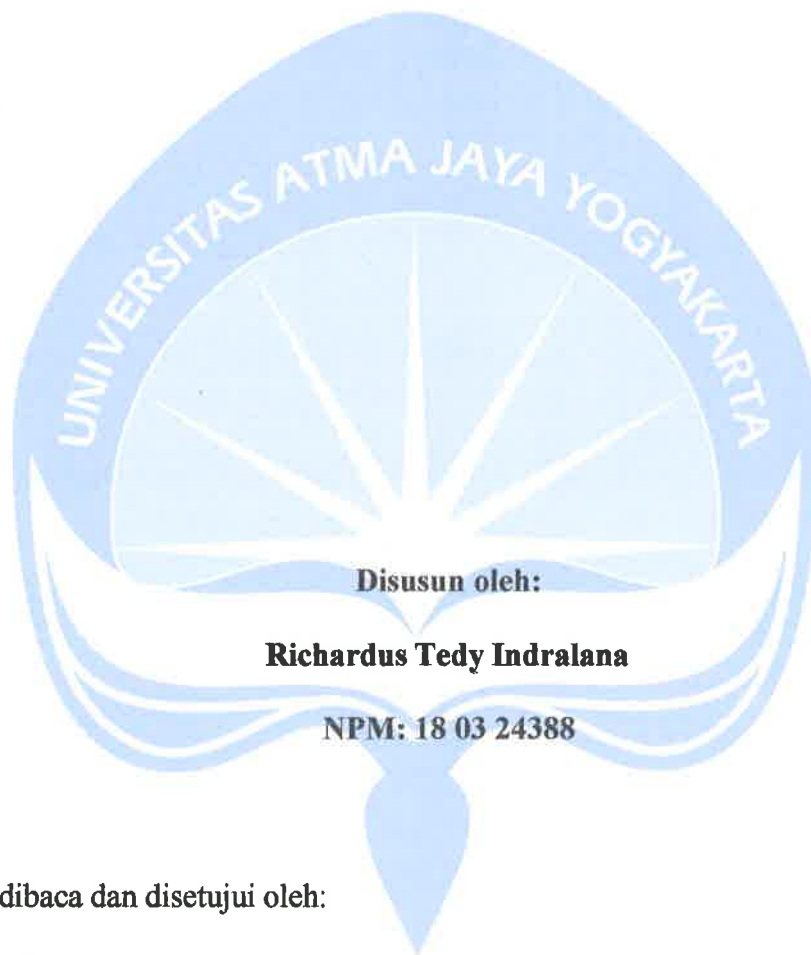 UNIVERSITAS ATMA JAYA YOGYAKARTA
Disusun oleh:
Richardus Tedy Indralana
NPM: 18 03 24388
dibaca dan disetujui oleh: